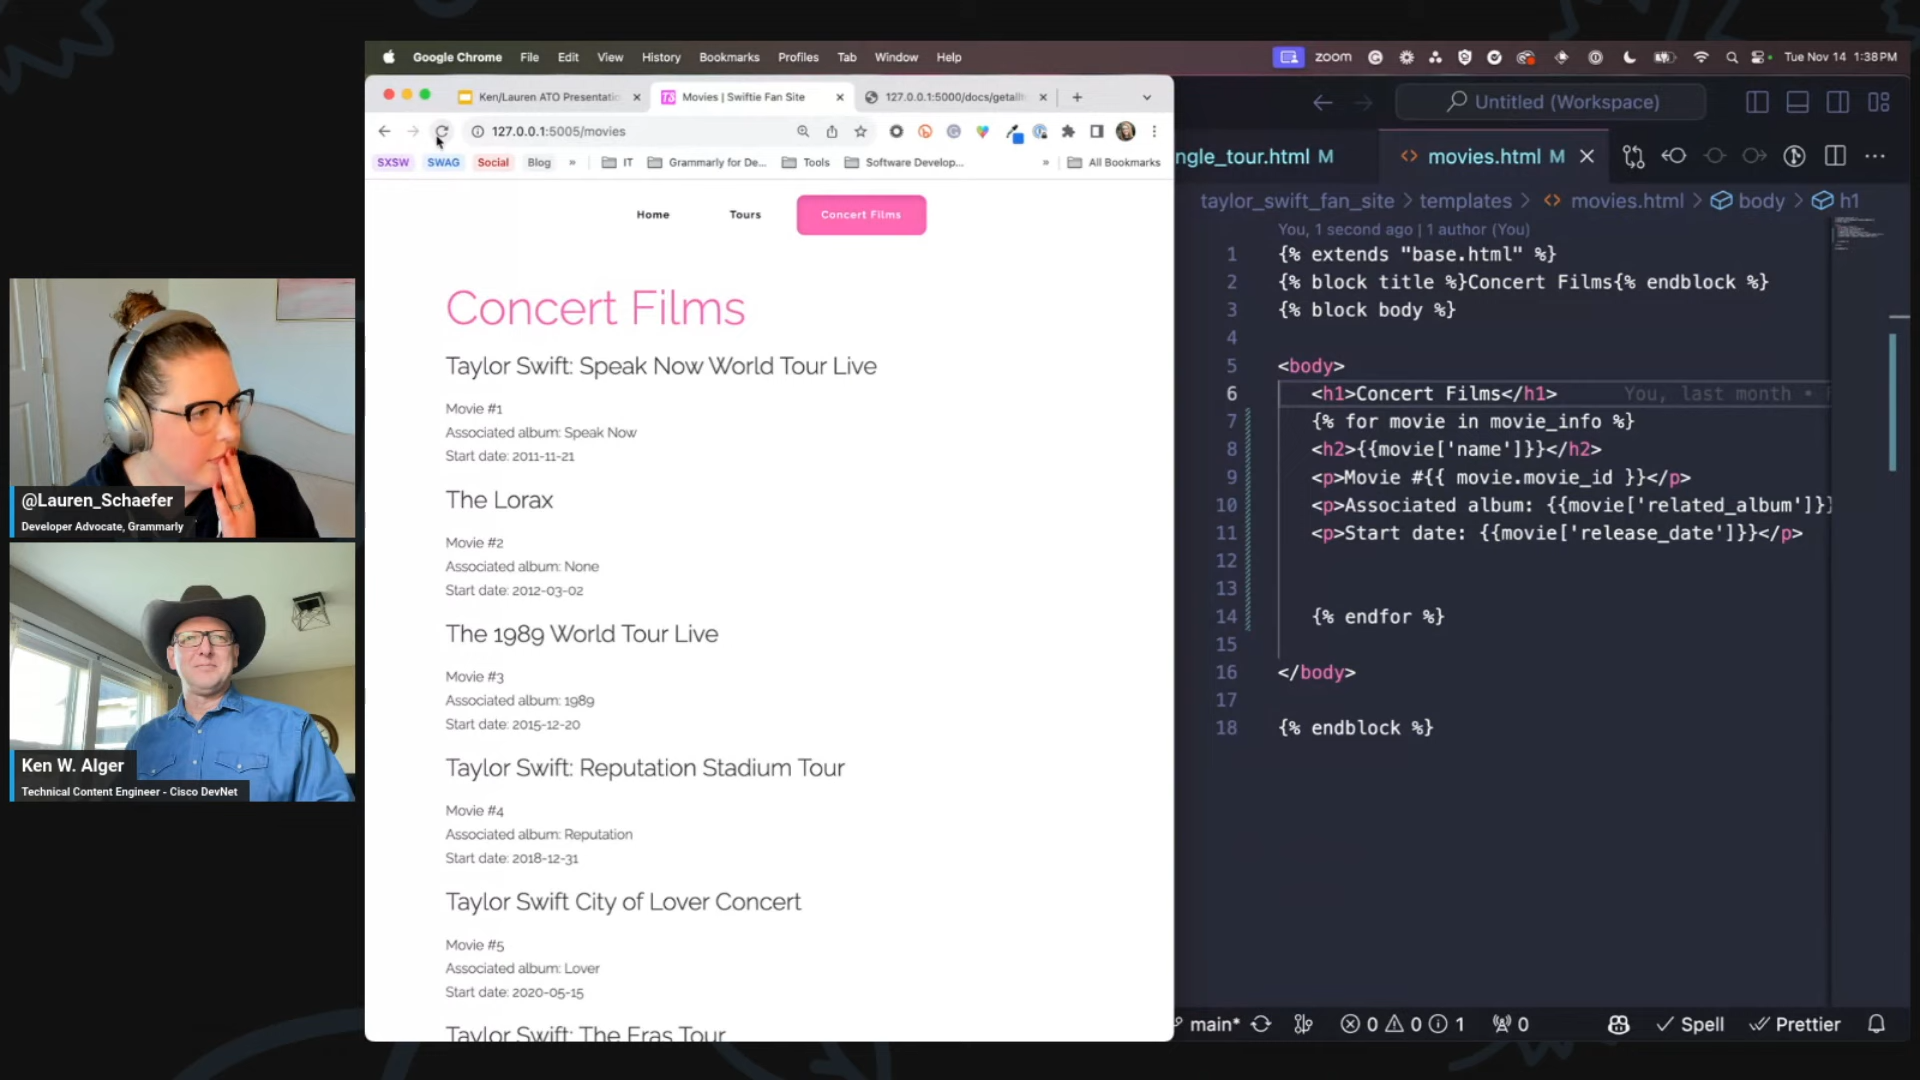 Google Chrome File Edit View History Bookmarks Profiles Tab Window Help
zoom
Tue Nov 14 1:38 PM
Ken/Lauren ATO Presentatic
Movies | Swiftie Fan Site
127.0.0.1:5000/docs/getallh
127.0.0.1:5005/movies
SXSW SWAG Social Blog » IT Grammarly for De... Tools Software Develop... » All Bookmarks
Home Tours Concert Films
Concert Films
Taylor Swift: Speak Now World Tour Live
Movie #1
Associated album: Speak Now
Start date: 2011-11-21
The Lorax
Movie #2
Associated album: None
Start date: 2012-03-02
The 1989 World Tour Live
Movie #3
Associated album: 1989
Start date: 2015-12-20
Taylor Swift: Reputation Stadium Tour
Movie #4
Associated album: Reputation
Start date: 2018-12-31
Taylor Swift City of Lover Concert
Movie #5
Associated album: Lover
Start date: 2020-05-15
Taylor Swift: The Eras Tour
Untitled (Workspace)
ngle_tour.html M
movies.html M
taylor_swift_fan_site > templates > movies.html > body > h1
You, 1 second ago | 1 author (You)
1 {% extends "base.html" %}
2 {% block title %}Concert Films{% endblock %}
3 {% block body %}
4
5 <body>
6 <h1>Concert Films</h1> You, last month •
7 {% for movie in movie_info %}
8 <h2>{{movie['name']}}</h2>
9 <p>Movie #{{ movie.movie_id }}</p>
10 <p>Associated album: {{movie['related_album']}}
11 <p>Start date: {{movie['release_date']}}</p>
12
13
14 {% endfor %}
15
16 </body>
17
18 {% endblock %}
main* 0 0 1 0 Spell Prettier
@Lauren_Schaefer
Developer Advocate, Grammarly
Ken W. Alger
Technical Content Engineer - Cisco DevNet